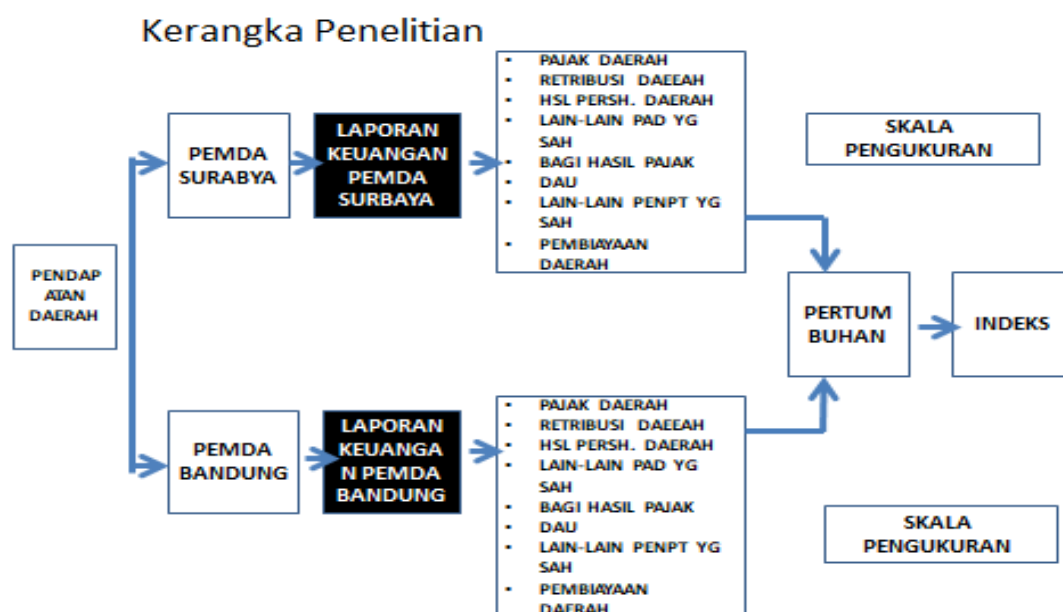 Kerangka Penelitian
PENDAP
ATAN
DAERAH
PEMDA
SURABYA
LAPORAN
KEUANGAN
PEMDA
SURBAYA
• PAJAK DAERAH
• RETRIBUSI DAEEAH
• HSL PERSH. DAERAH
• LAIN-LAIN PAD YG
SAH
• BAGI HASIL PAJAK
• DAU
• LAIN-LAIN PENPT YG
SAH
• PEMBIAYAAN
DAERAH
SKALA
PENGUKURAN
PERTUM
BUHAN
INDEKS
PEMDA
BANDUNG
LAPORAN
KEUANGA
N PEMDA
BANDUNG
• PAJAK DAERAH
• RETRIBUSI DAEEAH
• HSL PERSH. DAERAH
• LAIN-LAIN PAD YG
SAH
• BAGI HASIL PAJAK
• DAU
• LAIN-LAIN PENPT YG
SAH
• PEMBIAYAAN
DAERAH
SKALA
PENGUKURAN